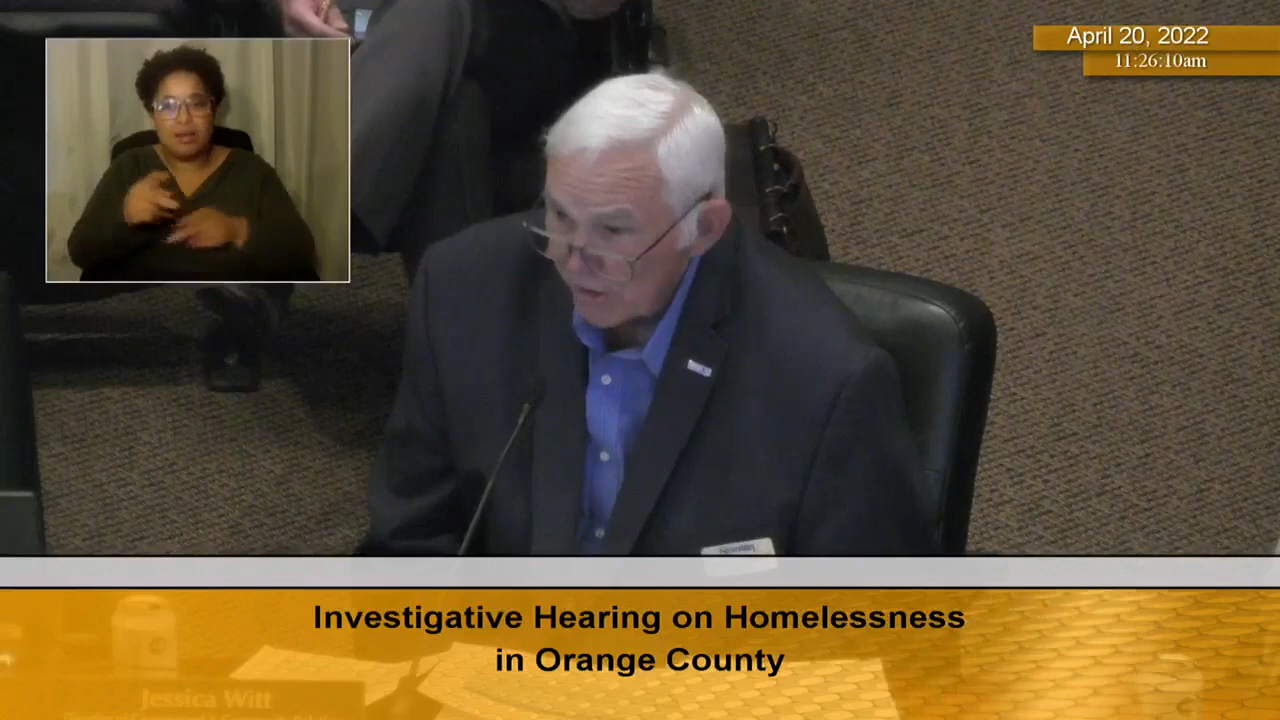 April 20, 2022
11:26:10am
Investigative Hearing on Homelessness
in Orange County
Jessica Witt